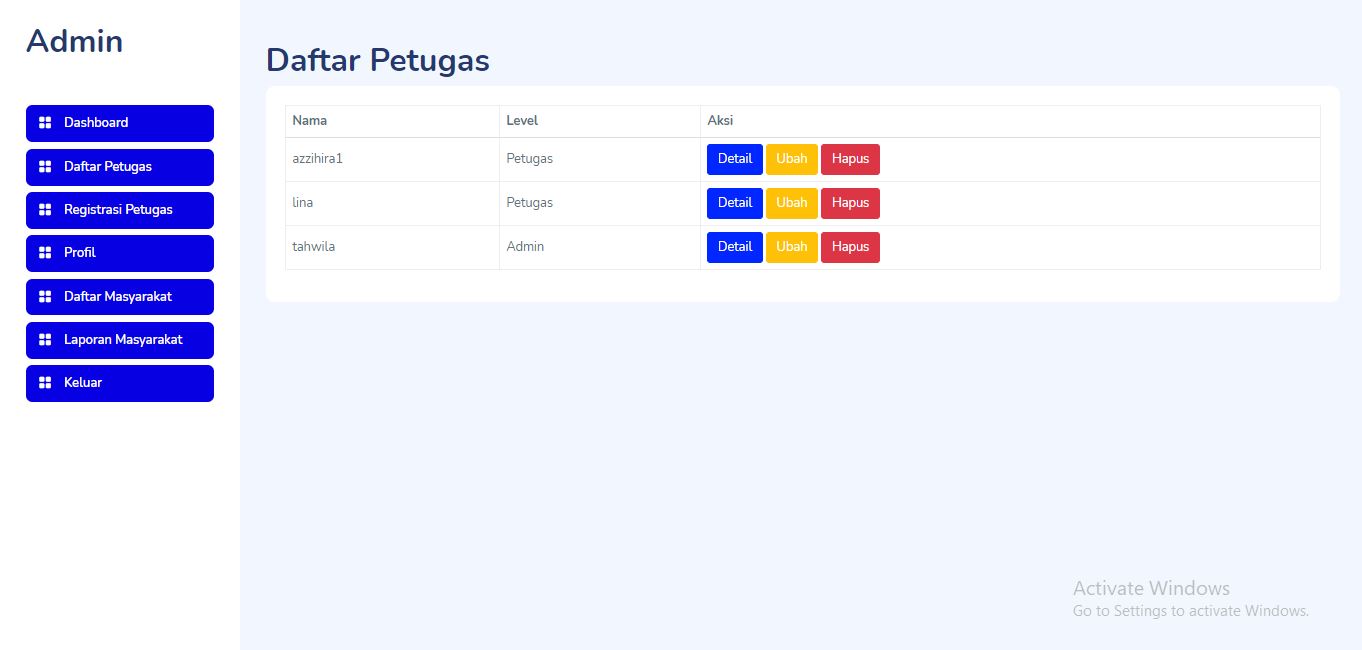 Admin
Dashboard
Daftar Petugas
Registrasi Petugas
Profil
Daftar Masyarakat
Laporan Masyarakat
Keluar
Daftar Petugas
Nama Level Aksi
azzihira1 Petugas Detail Ubah Hapus
lina Petugas Detail Ubah Hapus
tahwila Admin Detail Ubah Hapus
Activate Windows
Go to Settings to activate Windows.